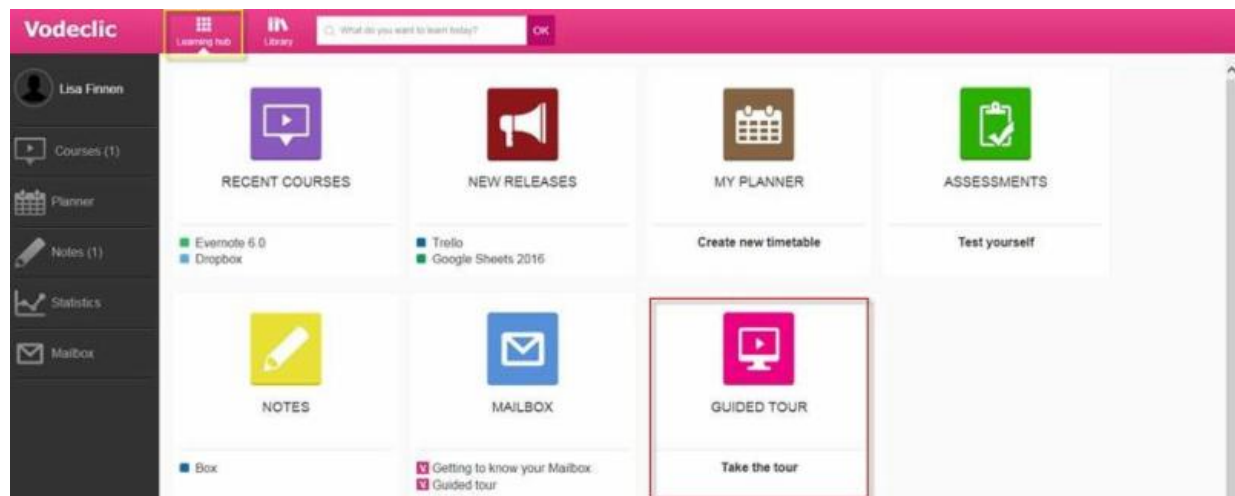 Vodeclic
Learning hub
Library
What do you want to learn today?
OK
Lisa Finnen
Courses (1)
Planner
Notes (1)
Statistics
Mailbox
RECENT COURSES
Evernote 6.0
Dropbox
NEW RELEASES
Trello
Google Sheets 2016
MY PLANNER
Create new timetable
ASSESSMENTS
Test yourself
NOTES
Box
MAILBOX
Getting to know your Mailbox
Guided tour
GUIDED TOUR
Take the tour